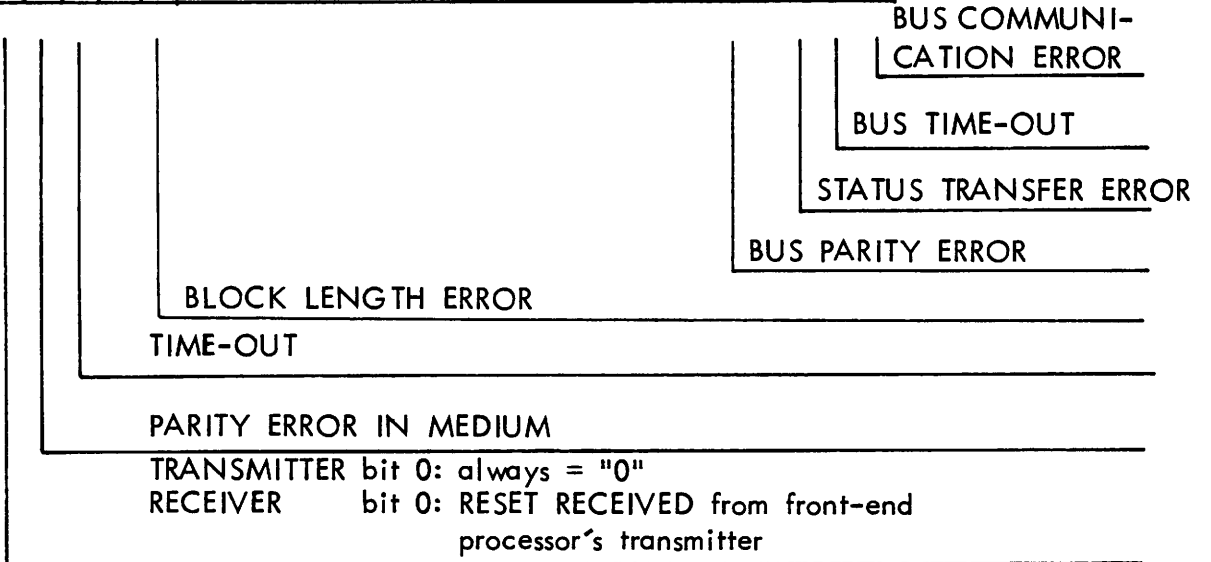 BUS COMMUNI-
CATION ERROR
BUS TIME-OUT
STATUS TRANSFER ERROR
BUS PARITY ERROR
BLOCK LENGTH ERROR
TIME-OUT
PARITY ERROR IN MEDIUM
TRANSMITTER bit 0: always = "0"
RECEIVER bit 0: RESET RECEIVED from front-end
processor's transmitter